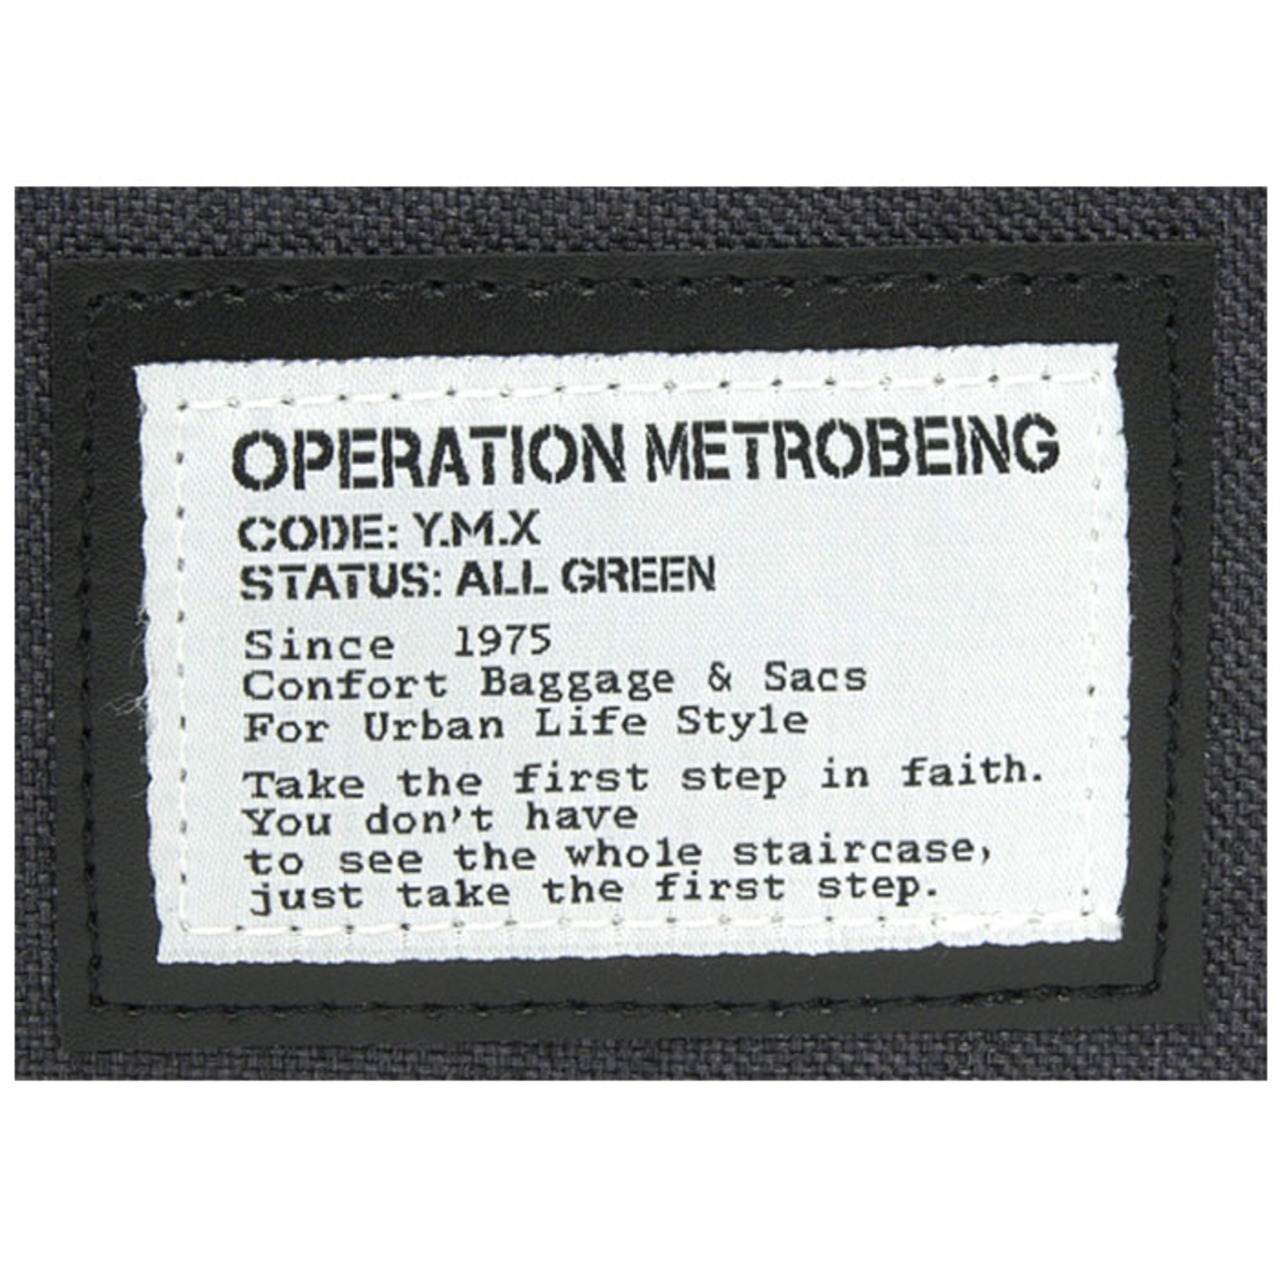 OPERATION METROBEING
CODE: Y.M.X
STATUS: ALL GREEN
Since 1975
Confort Baggage & Sacs
For Urban Life Style
Take the first step in faith.
You don't have
to see the whole staircase,
just take the first step.